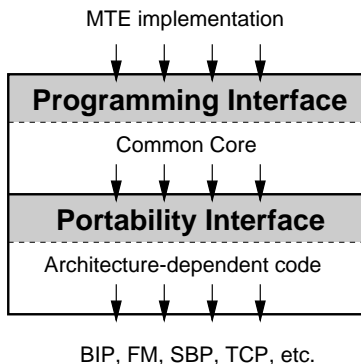 MTE implementation
Programming Interface
Common Core
Portability Interface
Architecture-dependent code
BIP, FM, SBP, TCP, etc.